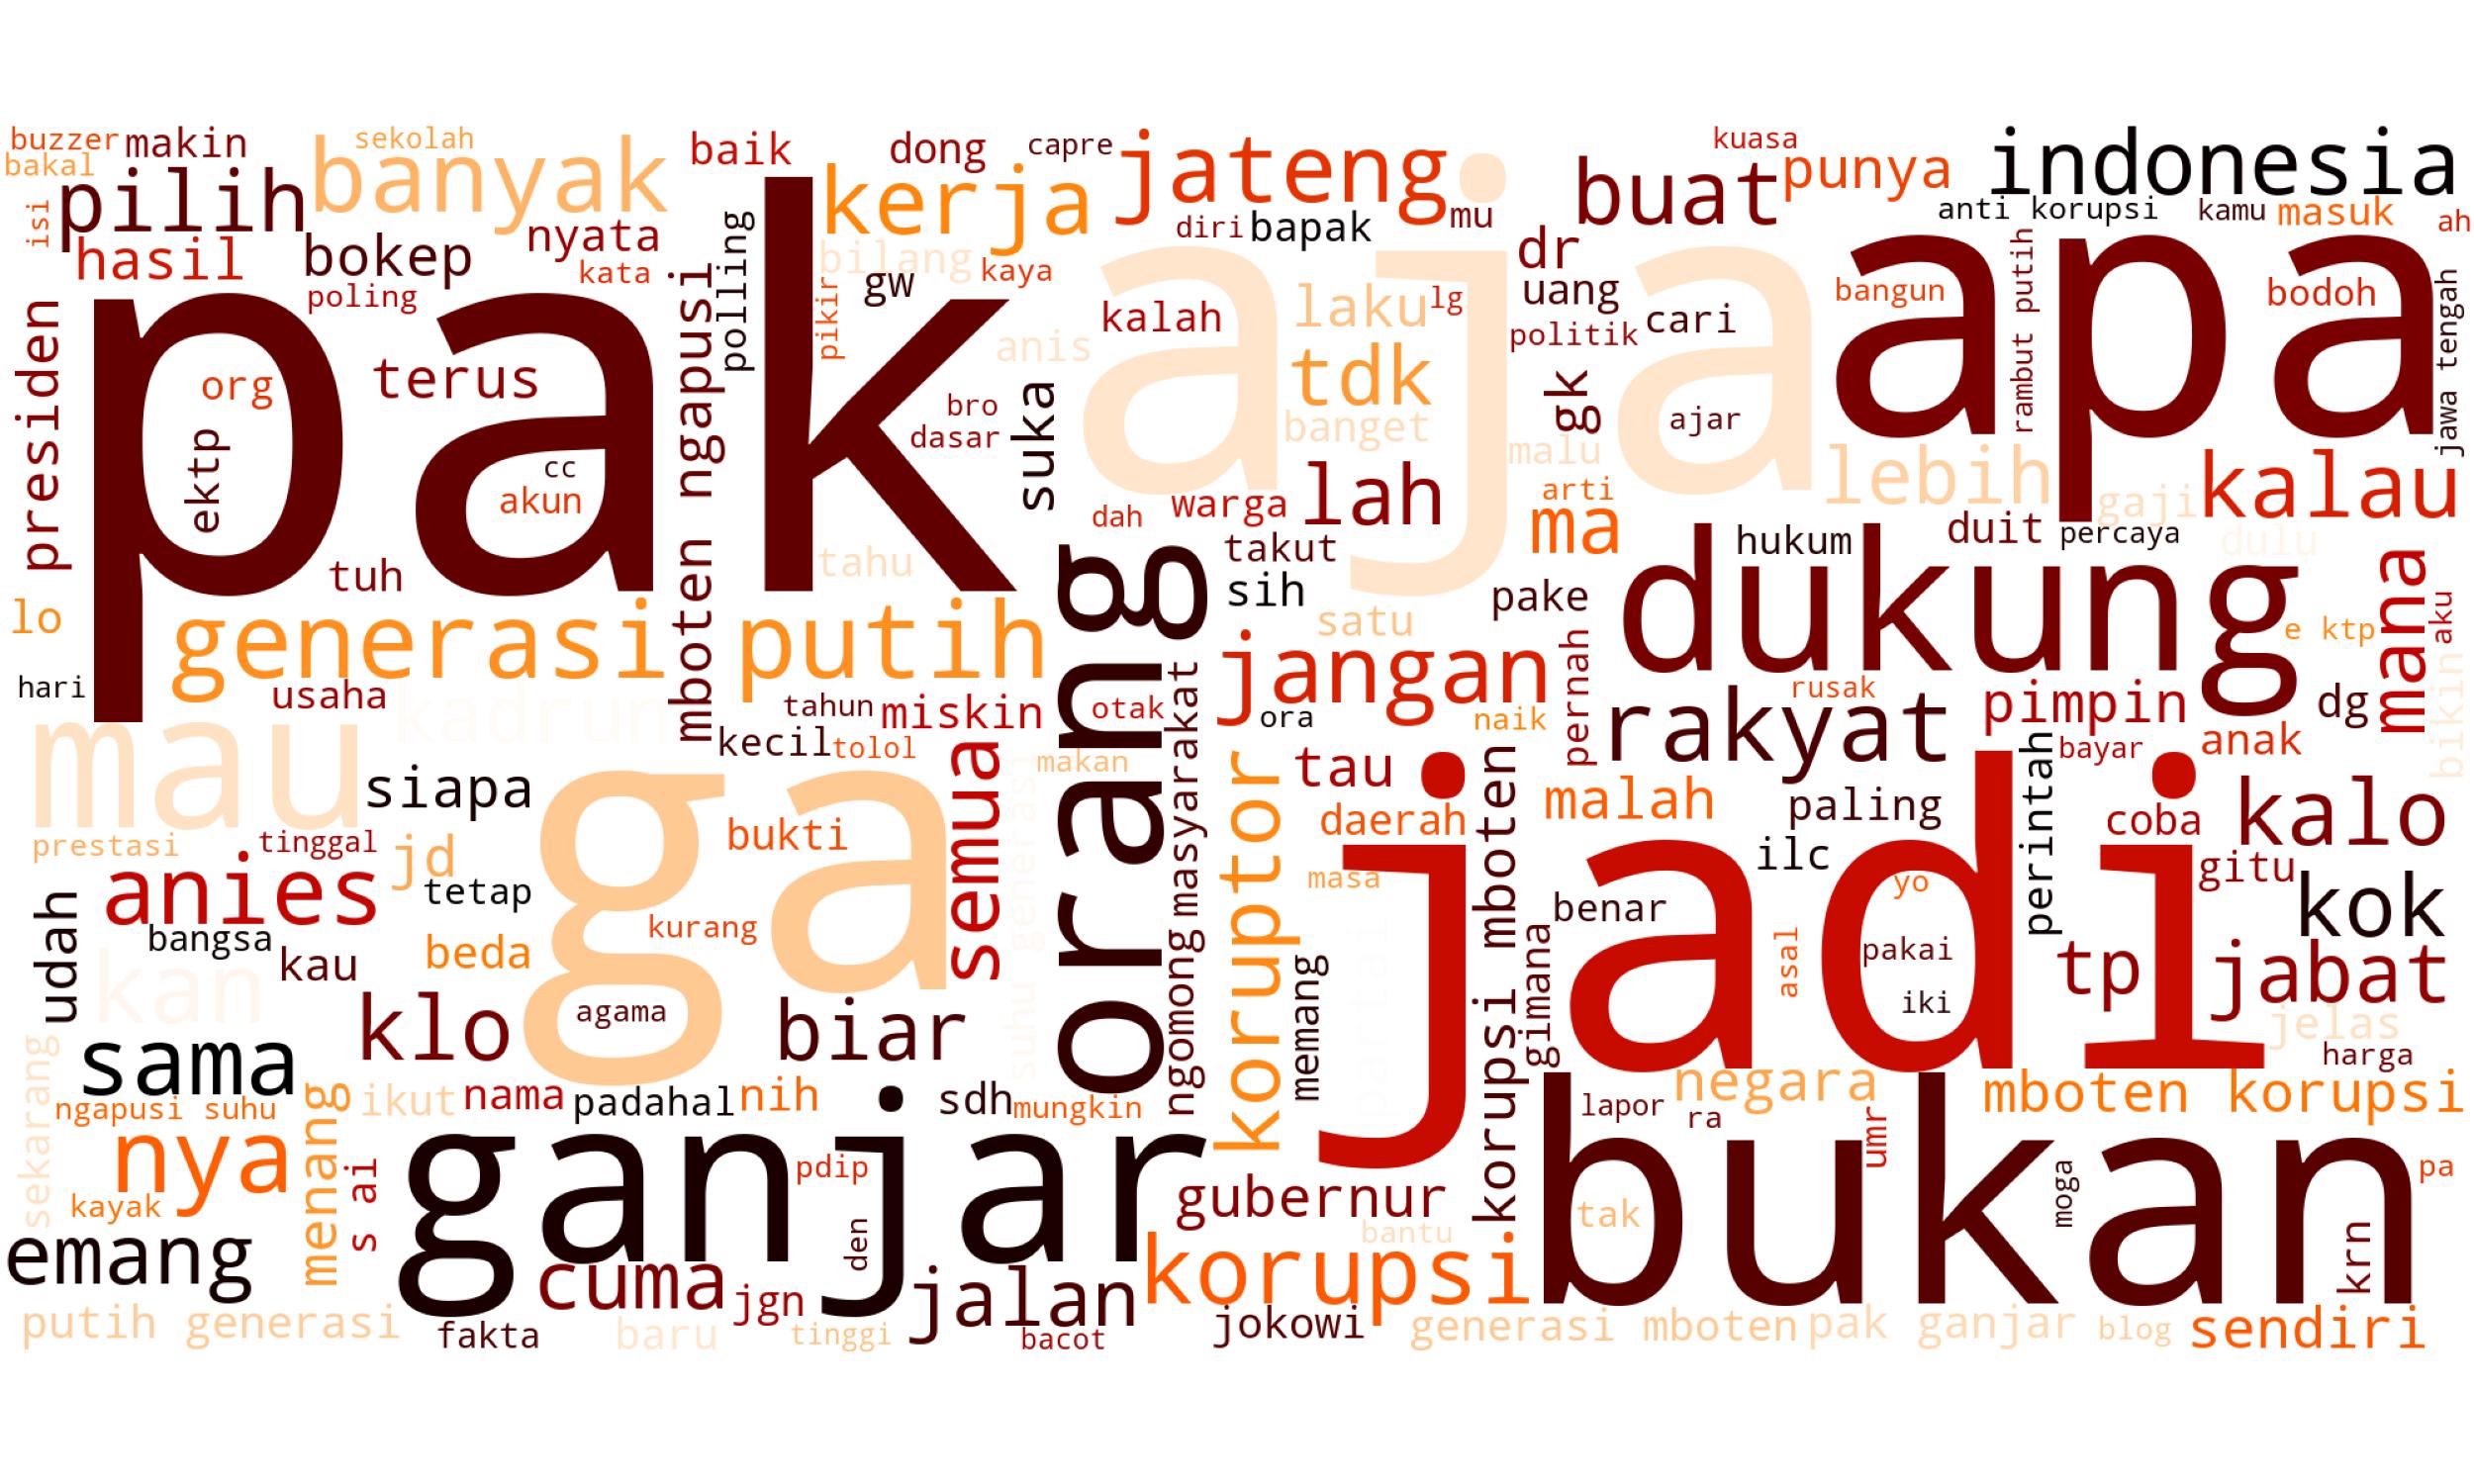 buzzer
makin
sekolah
baik
dong
capre
jateng
kuasa
indonesia
bakal
pilih
banyak
kerja
buat
punya
isi
hasil
bokep
nyata
kata
polling
bilang
gw
kaya
diri
bapak
mu
dr
anti korupsi
kamu
masuk
ah
presiden
poling
pak
pikir
anis
kalah
aja
laku
lg
uang
politik
cari
apa
bangun
rambut putih
bodoh
jawa tengah
org
terus
mboten ngapusi
bro
dasar
suka
tdk
banget
gk
ajar
malu
lebih
ektp
cc
akun
dah
warga
lah
arti
ma
gaji
kalau
tuh
tahu
takut
sih
hukum
duit
percaya
dulu
lo
generasi putih
orang
satu
pake
dukung
e ktp
mana
aku
hari
usaha
kadrun
tahun
miskin
otak
masyarakat
jangan
ora
naik
pernah
rakyat
rusak
pimpin
dg
bikin
mau
kecil
tolol
makan
tau
malah
bayar
anak
siapa
ga
semua
suhu generasi
koruptor
daerah
jadi
korupsi mboten
paling
perintah
coba
kalo
prestasi
tinggal
jd
bukti
masa
ilc
yo
gitu
anies
tetap
kurang
benar
kok
udah
bangsa
kau
beda
ngomong
memang
gimana
asal
pakai
tp
jabat
kan
klo
agama
biar
iki
jelas
sekarang
sama
harga
ngapusi suhu
menang
ikut
nama
padahal
nih
sdh
mungkin
negara
mboten korupsi
nya
s ai
ganjar
pdip
lapor
ra
umr
bukan
moga
pa
kayak
gubernur
tak
emang
den
bantu
krn
cuma
jgn
jalan
korupsi
putih generasi
fakta
baru
tinggi
bacot
jokowi
generasi mboten
pak ganjar
blog
sendiri